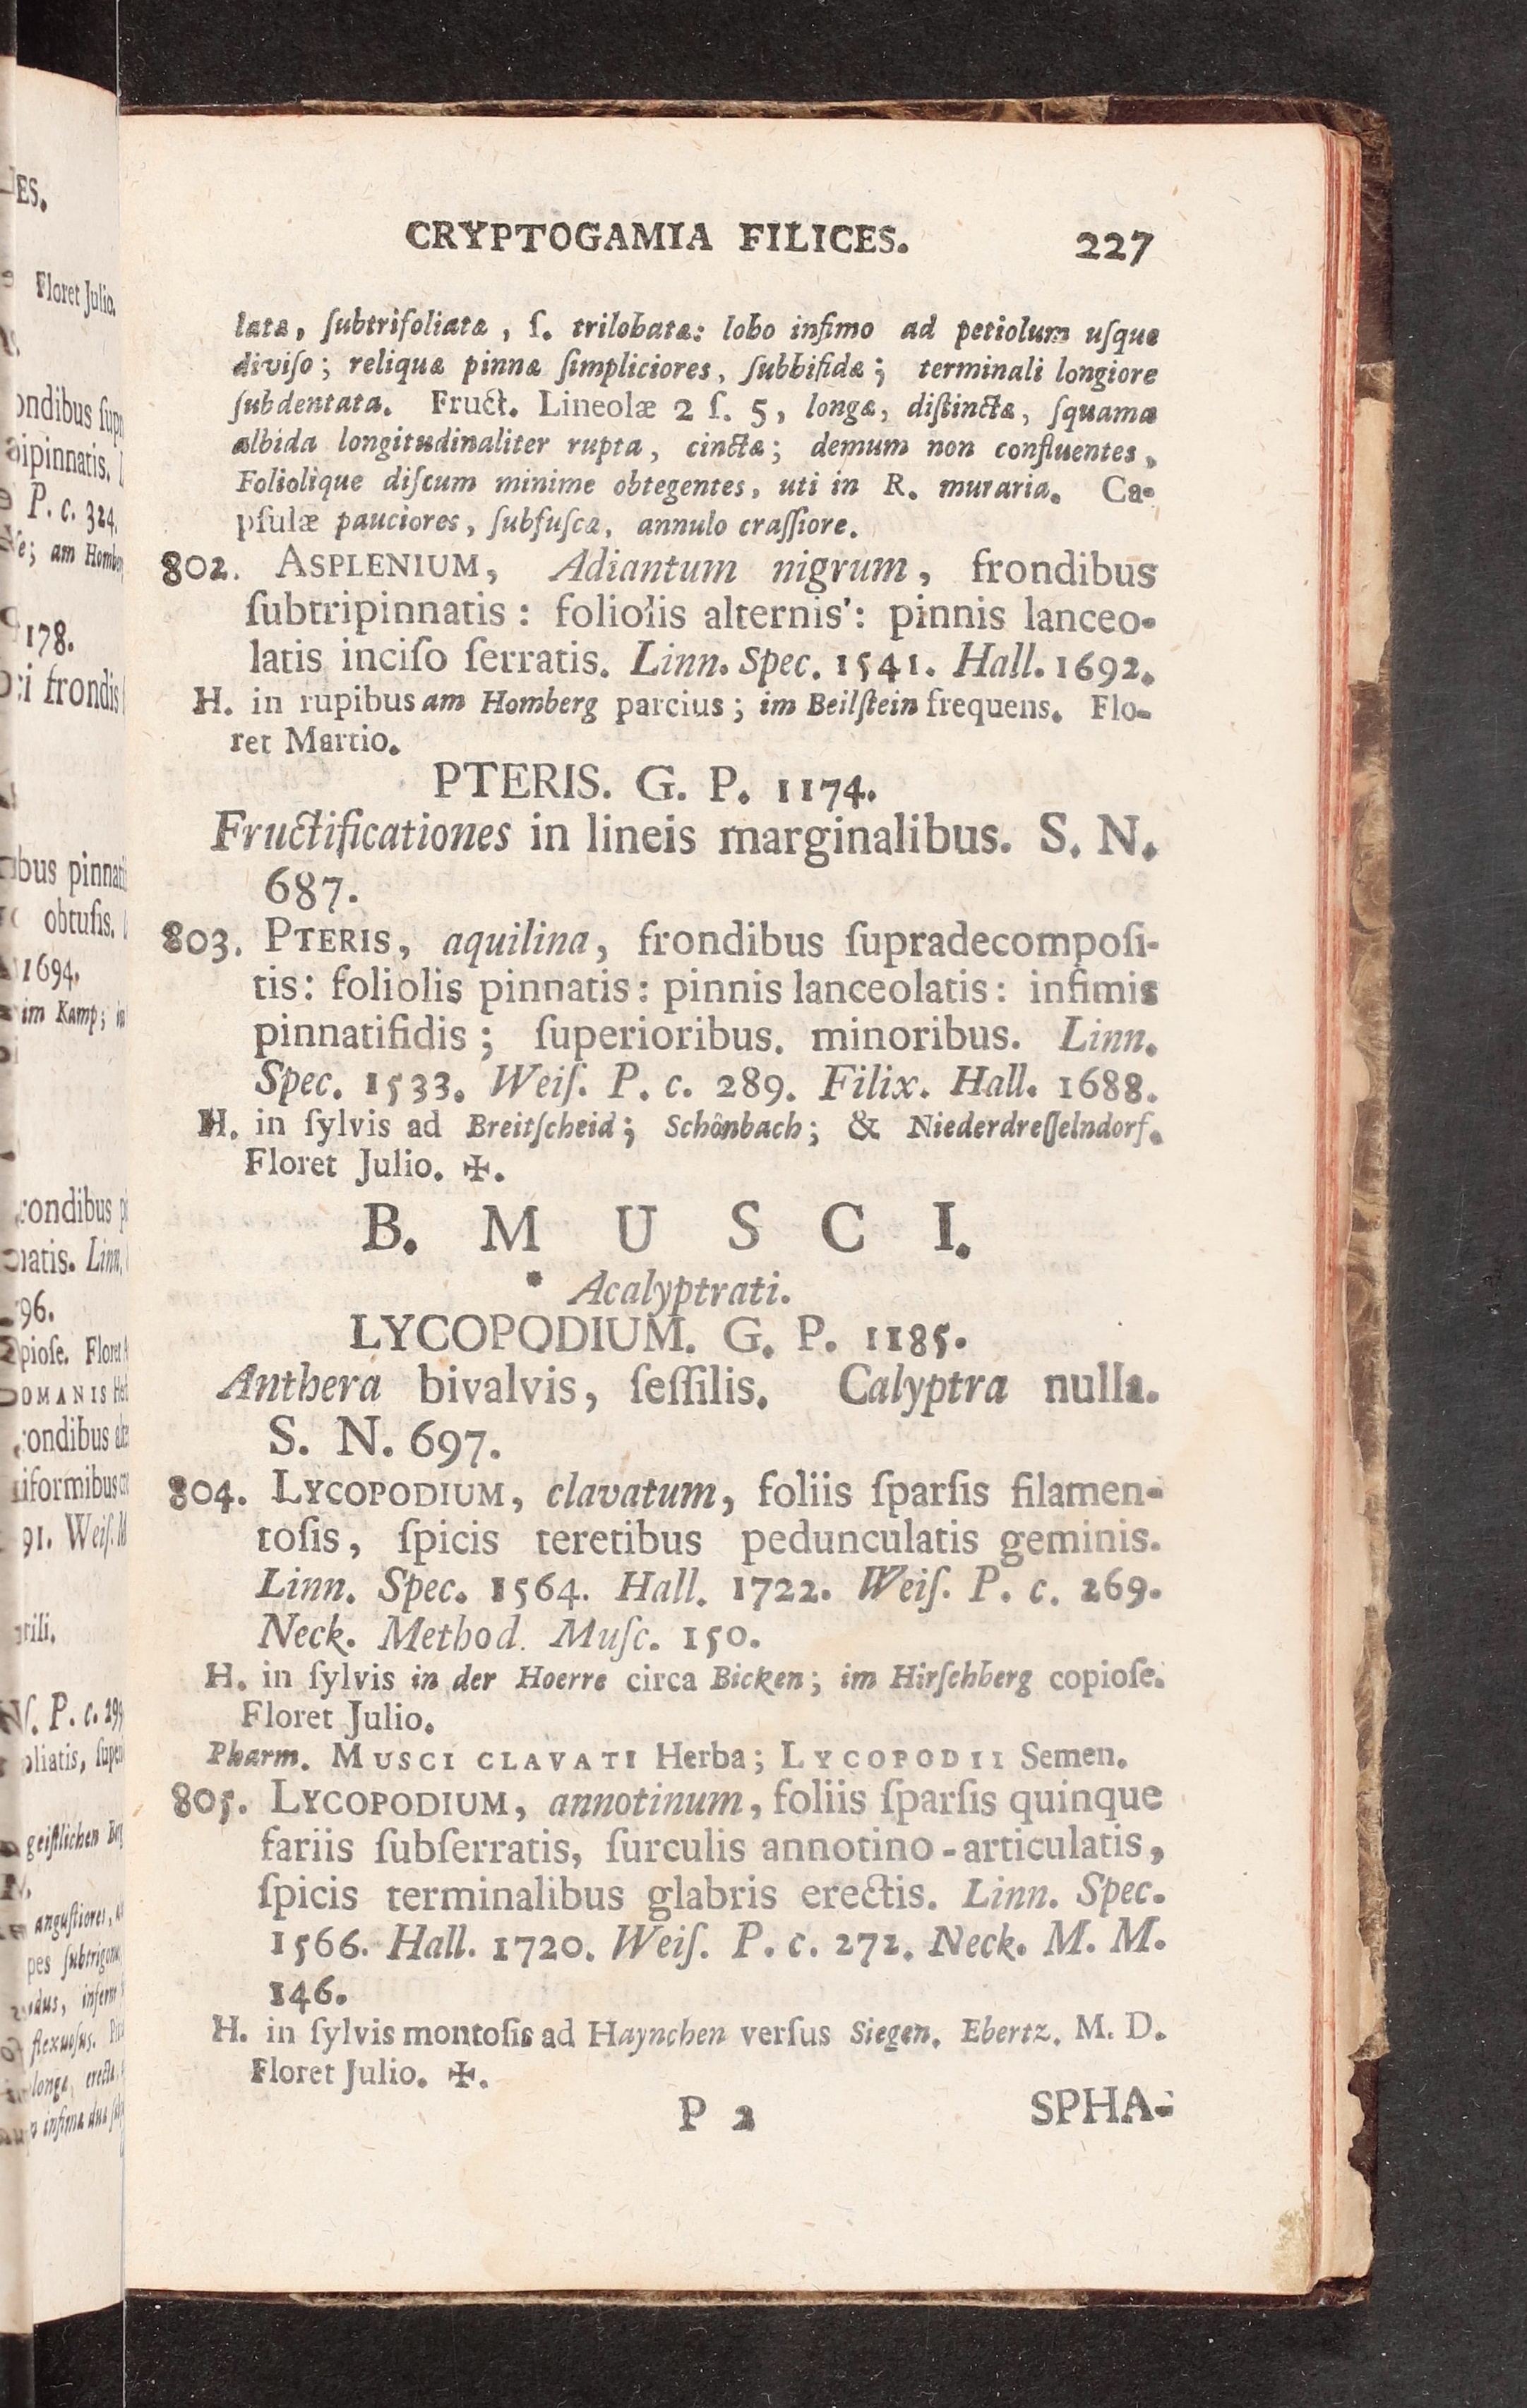 CRYPTOGAMIA FILICES. 227
latæ, ſubtrifoliatæ, ſ. trilobatæ: lobo infimo ad petiolum uſque
diviſo; reliquæ pinnæ ſimpliciores, ſubbifidæ; terminali longiore
ſubdentata. Fruct. Lineolæ 2 ſ. 5, longæ, diſtinctæ, ſquama
albida longitudinaliter rupta, cinctæ; demum non confluentes,
Foliolique diſcum minime obtegentes, uti in R. muraria. Ca-
pſulæ pauciores, ſubfuſcæ, annulo craſſiore.
802. ASPLENIUM, Adiantum nigrum, frondibus
ſubtripinnatis: foliolis alternis: pinnis lanceo-
latis inciſo ſerratis. Linn. Spec. 1541. Hall. 1692.
H. in rupibus am Homberg parcius; im Beilſtein frequens. Flo-
ret Martio.
PTERIS. G. P. 1174.
Fructificationes in lineis marginalibus. S. N.
687.
803. PTERIS, aquilina, frondibus ſupradecompoſi-
tis: foliolis pinnatis: pinnis lanceolatis: infimis
pinnatifidis; ſuperioribus. minoribus. Linn.
Spec. 1533. Weiſ. P. c. 289. Filix. Hall. 1688.
H. in ſylvis ad Breitſcheid; Schönbach; & Niederdreſſelndorf.
Floret Julio. ✠.
B. M U S C I.
* Acalyptrati.
LYCOPODIUM. G. P. 1185.
Anthera bivalvis, ſeſſilis. Calyptra nulla.
S. N. 697.
804. LYCOPODIUM, clavatum, foliis ſparſis filamen-
toſis, ſpicis teretibus pedunculatis geminis.
Linn. Spec. 1564. Hall. 1722. Weiſ. P. c. 269.
Neck. Method. Muſc. 150.
H. in ſylvis in der Hoerre circa Bicken; im Hirſchberg copioſe.
Floret Julio.
Pharm. MUSCI CLAVATI Herba; LYCOPODII Semen.
805. LYCOPODIUM, annotinum, foliis ſparſis quinque
fariis ſubſerratis, ſurculis annotino-articulatis,
ſpicis terminalibus glabris erectis. Linn. Spec.
1566. Hall. 1720. Weiſ. P. c. 272. Neck. M. M.
146.
H. in ſylvis montoſis ad Haynchen verſus Siegen. Ebertz. M. D.
Floret Julio. ✠.
P 2 SPHA-